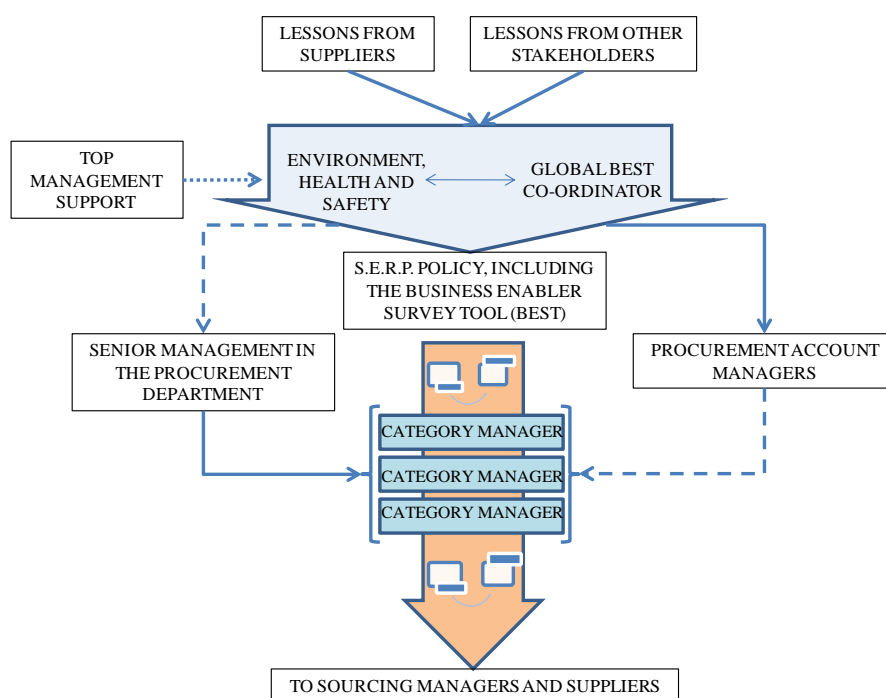 LESSONS FROM
SUPPLIERS
LESSONS FROM OTHER
STAKEHOLDERS
TOP
MANAGEMENT
SUPPORT
ENVIRONMENT,
HEALTH AND
SAFETY
GLOBAL BEST
CO-ORDINATOR
S.E.R.P. POLICY, INCLUDING
THE BUSINESS ENABLER
SURVEY TOOL (BEST)
SENIOR MANAGEMENT IN
THE PROCUREMENT
DEPARTMENT
PROCUREMENT ACCOUNT
MANAGERS
CATEGORY MANAGER
CATEGORY MANAGER
CATEGORY MANAGER
TO SOURCING MANAGERS AND SUPPLIERS